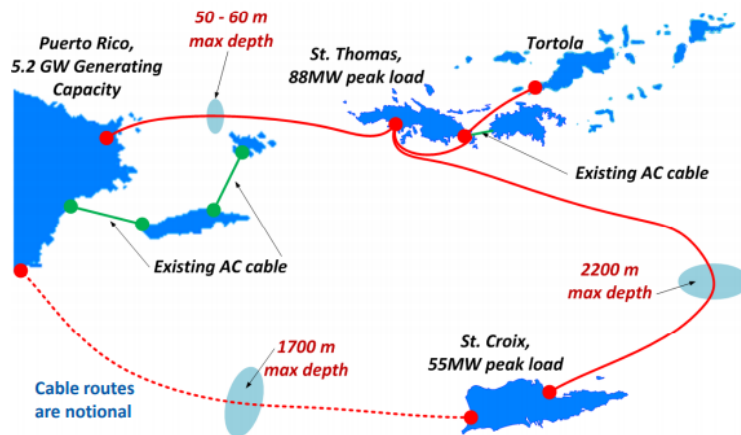 50 - 60 m
max depth
Puerto Rico,
5.2 GW Generating
Capacity
St. Thomas,
88MW peak load
Tortola
Existing AC cable
Existing AC cable
2200 m
max depth
1700 m
max depth
St. Croix,
55MW peak load
Cable routes
are notional